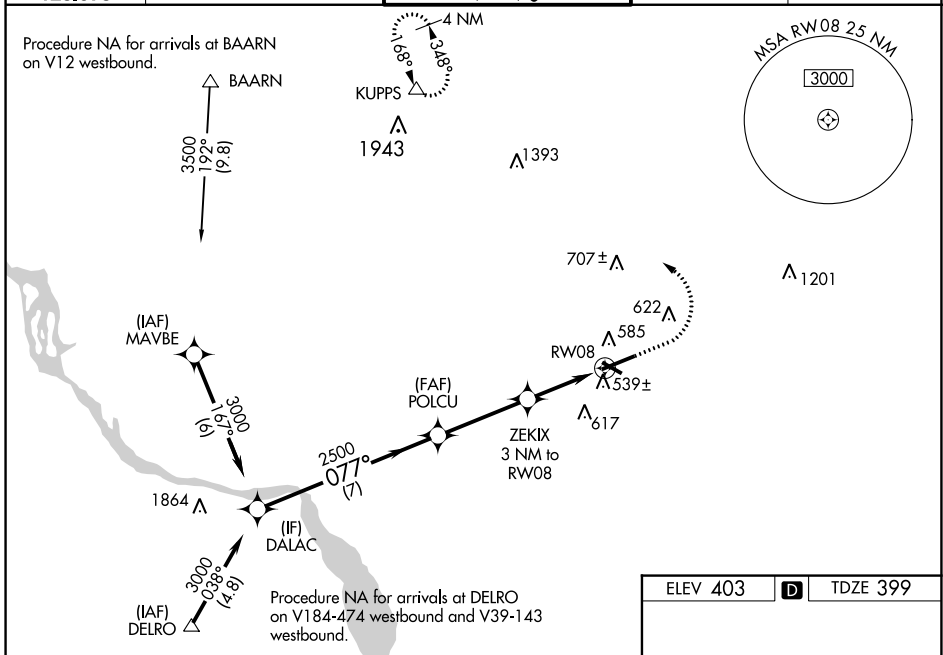 Procedure NA for arrivals at BAARN
on V12 westbound.
BAARN
3500
192°
(9.8)
4 NM
168°
348°
KUPPS
1943
1393
MSA RW08 25 NM
3000
707±
1201
622
585
RW08
539±
617
(IAF)
MAVBE
3000
167°
(6)
(FAF)
POLCU
ZEKIX
3 NM to
RW08
2500
077°
(7)
1864
(IF)
DALAC
3000
038°
(4.8)
(IAF)
DELRO
Procedure NA for arrivals at DELRO
on V184-474 westbound and V39-143
westbound.
ELEV 403 D TDZE 399